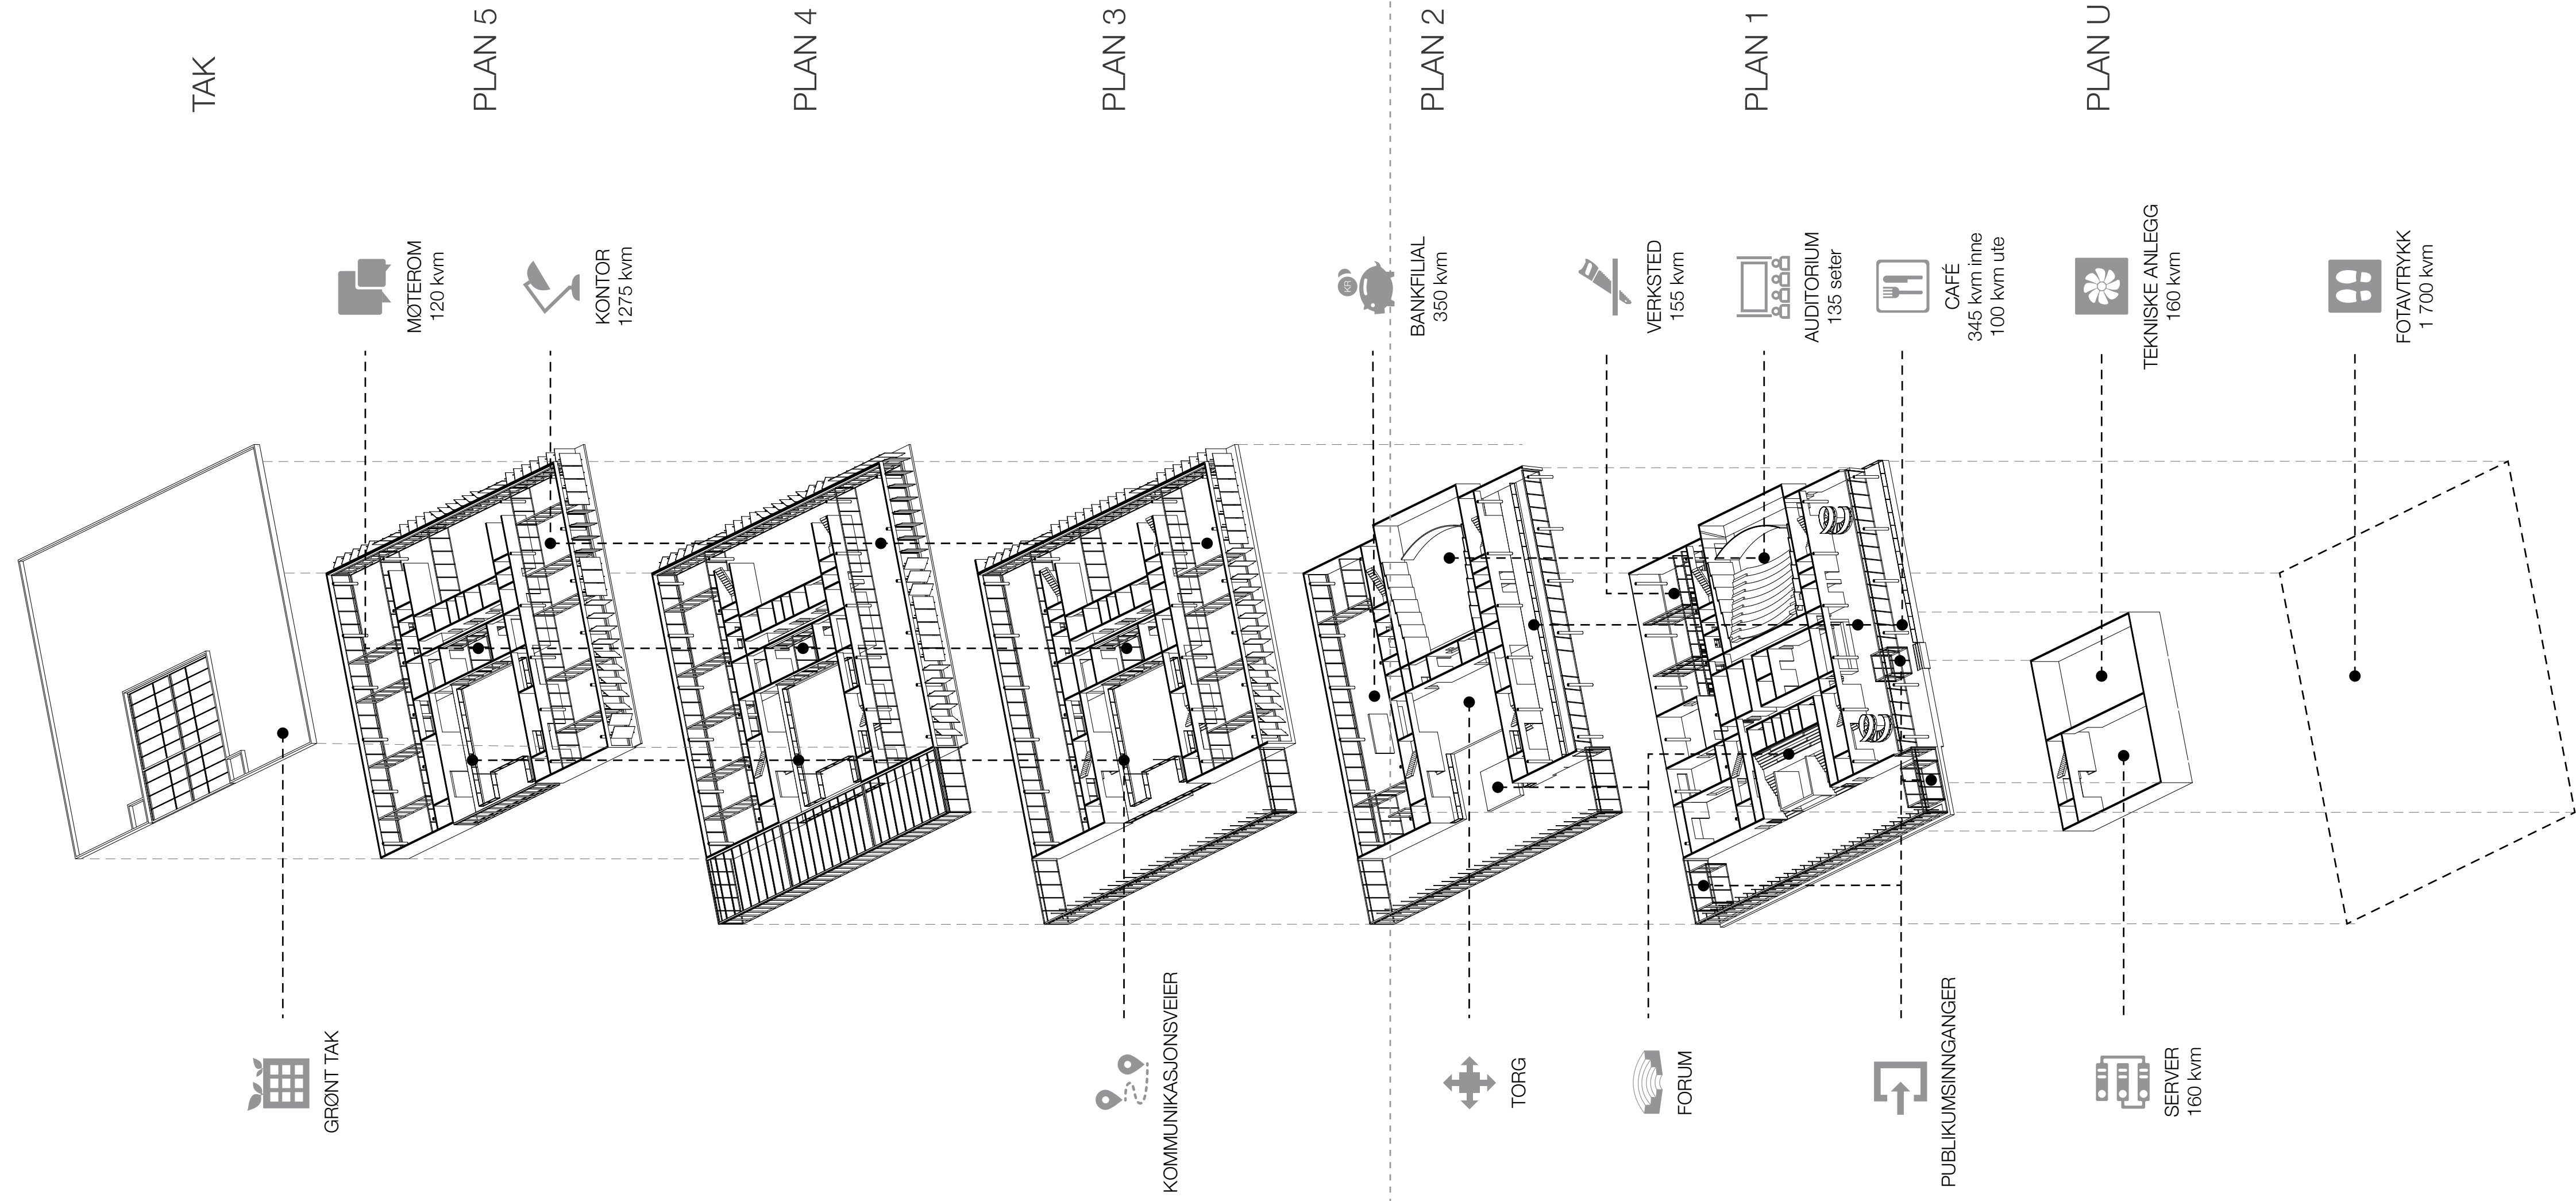 TAK
PLAN 5
PLAN 4
PLAN 3
PLAN 2
PLAN 1
PLAN U
MØTEROM
120 kvm
KONTOR
1275 kvm
KR
BANKFILIAL
350 kvm
VERKSTED
155 kvm
AUDITORIUM
135 seter
CAFÉ
345 kvm inne
100 kvm ute
TEKNISKE ANLEGG
160 kvm
FOTAVTRYKK
1 700 kvm
GRØNT TAK
KOMMUNIKASJONSVEIER
TORG
FORUM
PUBLIKUMSINNGANGER
SERVER
160 kvm